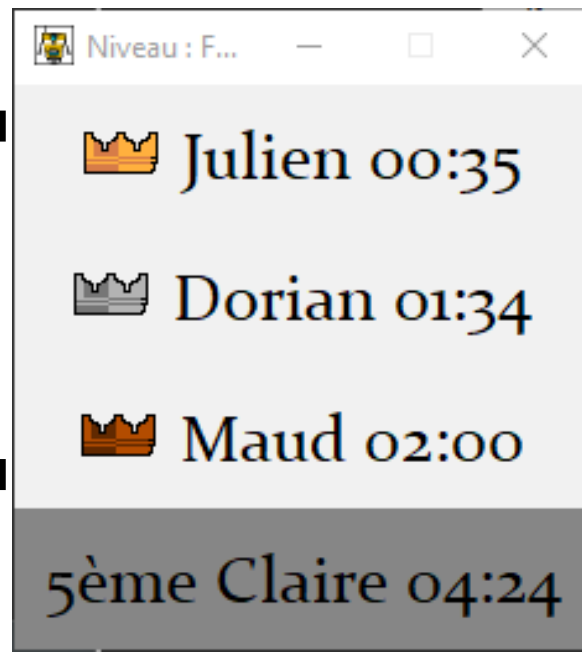 Niveau : F...
Julien 00:35
Dorian 01:34
Maud 02:00
5ème Claire 04:24